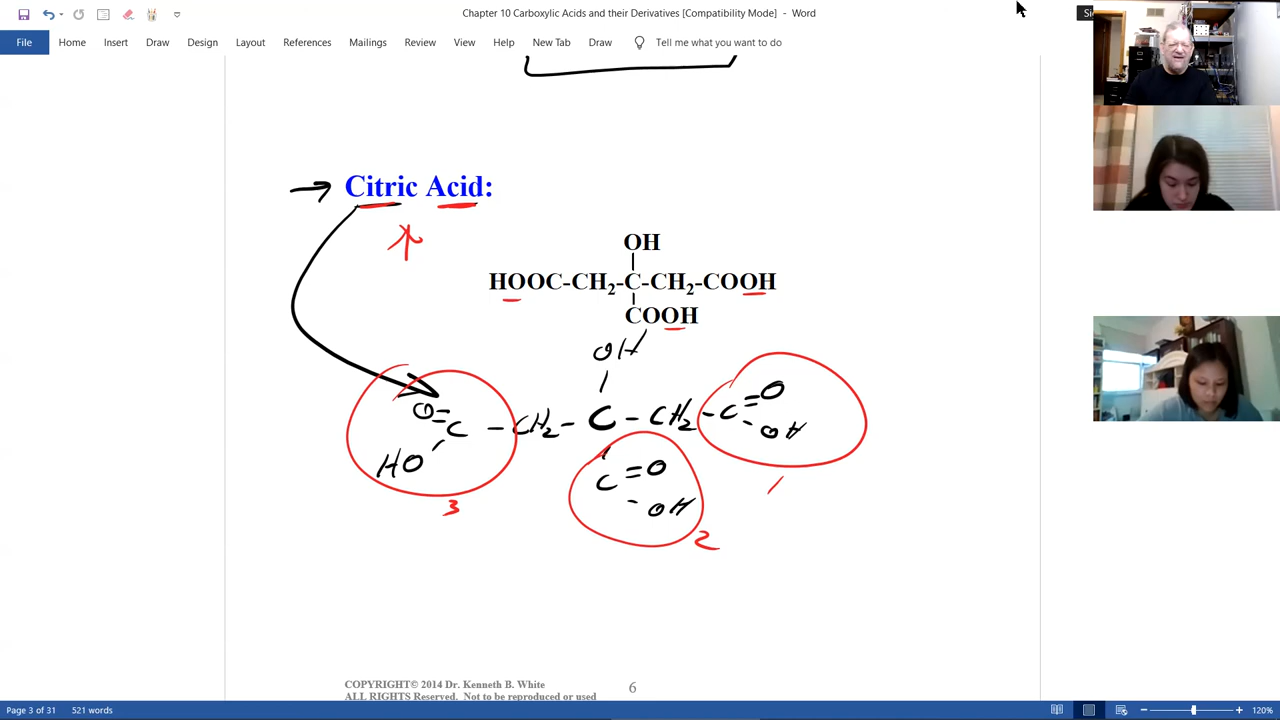 Chapter 10 Carboxylic Acids and their Derivatives [Compatibility Mode] - Word
File Home Insert Draw Design Layout References Mailings Review View Help New Tab Draw Tell me what you want to do
Citric Acid:
OH
HOOC-CH₂-C-CH₂-COOH
COOH
OH
O=C-CH₂-C-CH₂-C=O
HO
OH
C=O
OH
1
3
2
COPYRIGHT© 2014 Dr. Kenneth B. White
ALL RIGHTS Reserved. Not to be reproduced or used
6
Page 3 of 31 521 words 120%